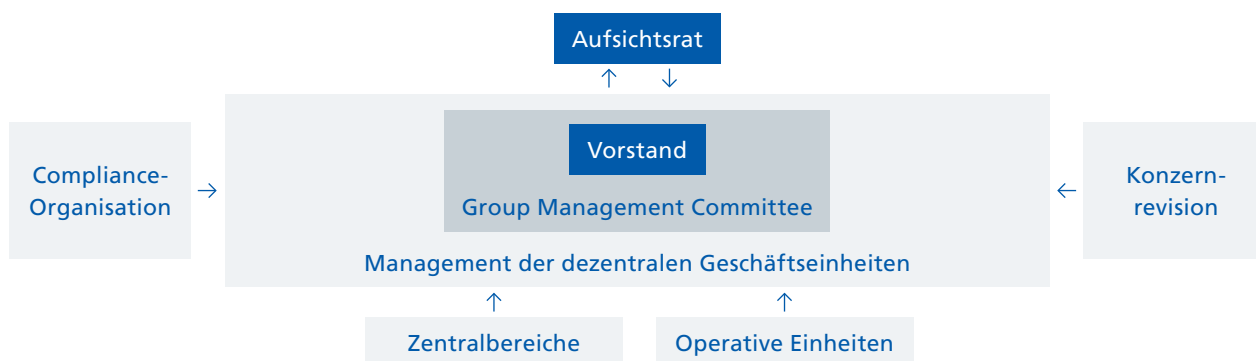 Aufsichtsrat
Compliance-
Organisation
Vorstand
Group Management Committee
Management der dezentralen Geschäftseinheiten
Konzern-
revision
Zentralbereiche
Operative Einheiten